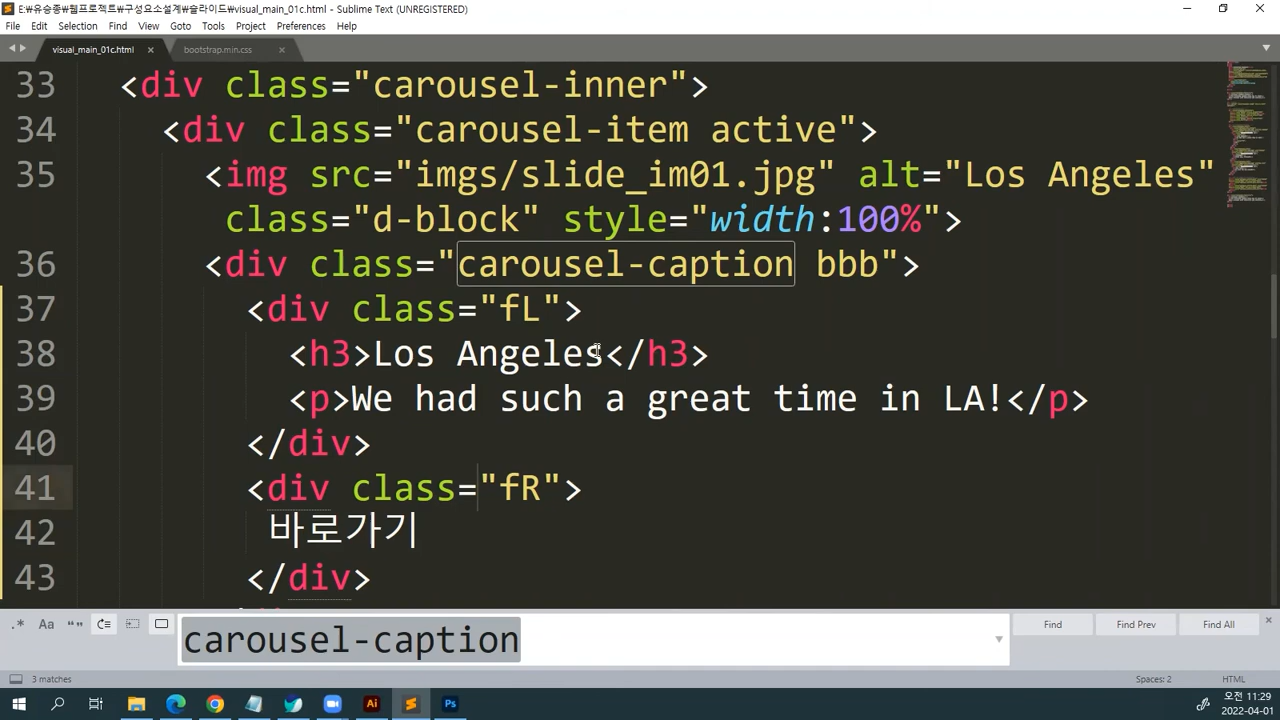 E:₩유승종₩웹프로젝트₩구성요소설계₩슬라이드₩visual_main_01c.html - Sublime Text (UNREGISTERED)
File Edit Selection Find View Goto Tools Project Preferences Help
visual_main_01c.html × bootstrap.min.css ×
33 <div class="carousel-inner">
34 <div class="carousel-item active">
35 <img src="imgs/slide_im01.jpg" alt="Los Angeles"
class="d-block" style="width:100%">
36 <div class="carousel-caption bbb">
37 <div class="fL">
38 <h3>Los Angeles</h3>
39 <p>We had such a great time in LA!</p>
40 </div>
41 <div class="fR">
42 바로가기
43 </div>
.* Aa “” carousel-caption Find Find Prev Find All ×
3 matches Spaces: 2 HTML
Ai Ps 오전 11:29
2022-04-01